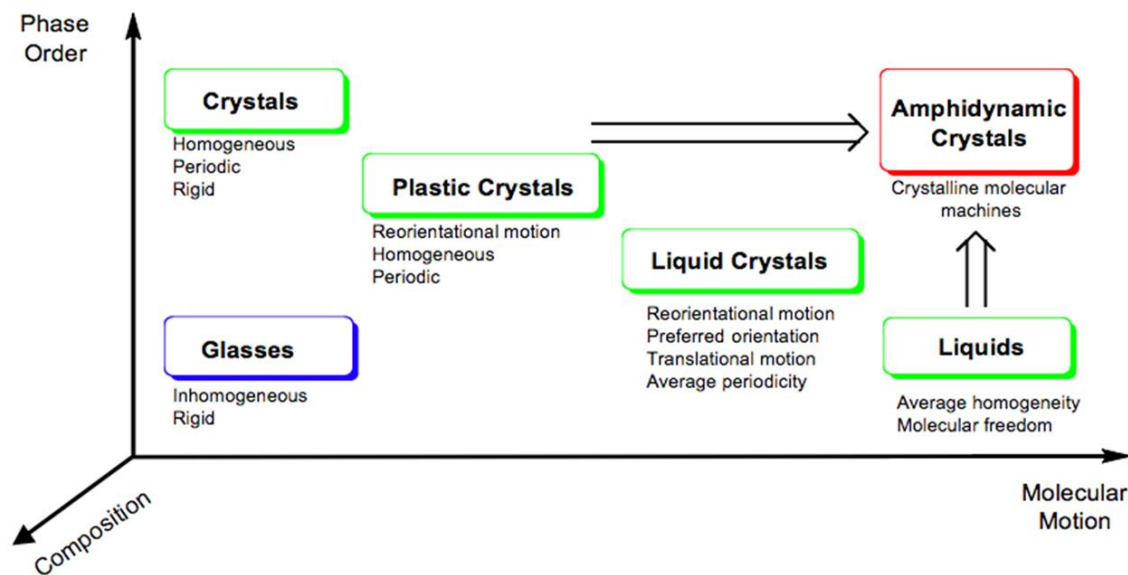 Phase
Order
Crystals
Homogeneous
Periodic
Rigid
Plastic Crystals
Reorientational motion
Homogeneous
Periodic
Liquid Crystals
Reorientational motion
Preferred orientation
Translational motion
Average periodicity
Amphidynamic
Crystals
Crystalline molecular
machines
Glasses
Inhomogeneous
Rigid
Liquids
Average homogeneity
Molecular freedom
Composition
Molecular
Motion